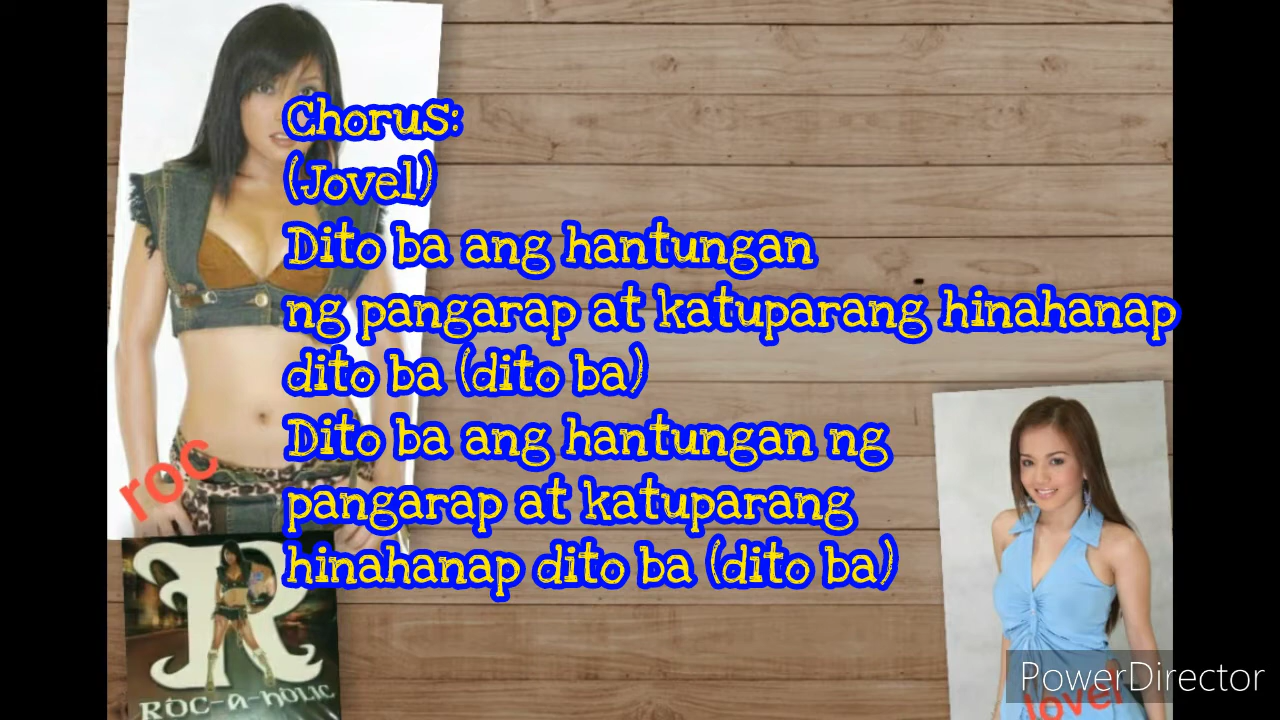 Chorus:
(Jovel)
Dito ba ang hantungan
ng pangarap at katuparang hinahanap
dito ba (dito ba)
Dito ba ang hantungan ng
pangarap at katuparang
hinahanap dito ba (dito ba)
roc
R
ROC-A-HOLIC
PowerDirector
jovel